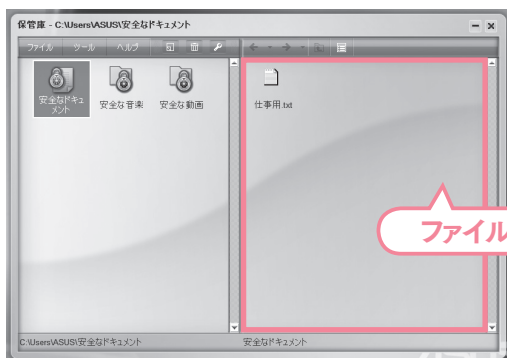 保管庫 - C:\Users\ASUS\安全なドキュメント
ファイル ツール ヘルプ
安全なドキュ
メント
安全な音楽
安全な動画
仕事用.txt
ファイル
C:\Users\ASUS\安全なドキュメント
安全なドキュメント